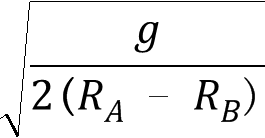 √(g / (2(R_A – R_B)))